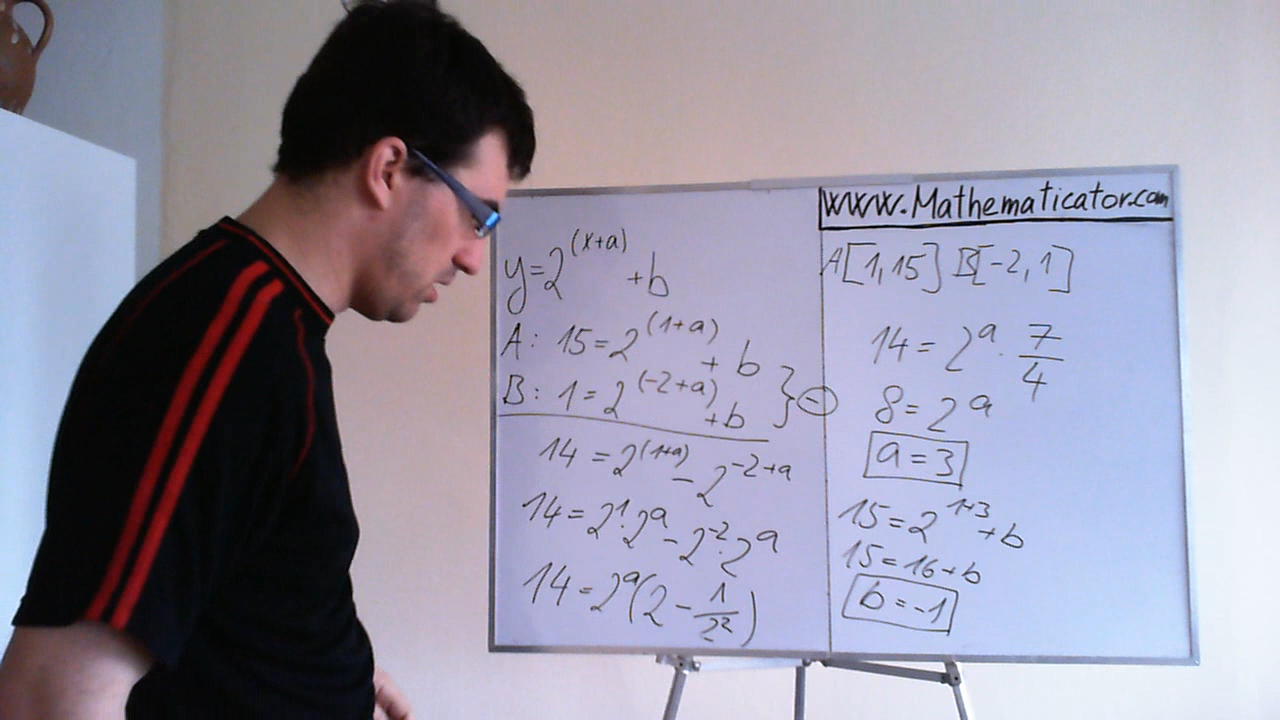 y=2^(x+a) +b
A: 15=2^(1+a) + b
B: 1=2^(-2+a) +b } ⊖
14=2^(1+a) - 2^-2+a
14=2^1·2^a - 2^-2·2^a
14=2^a(2 - 1/2^2)
www.Mathematicator.com
A[1,15] B[-2,1]
14=2^a · 7/4
8=2^a
a=3
15=2^1+3 +b
15=16+b
b=-1